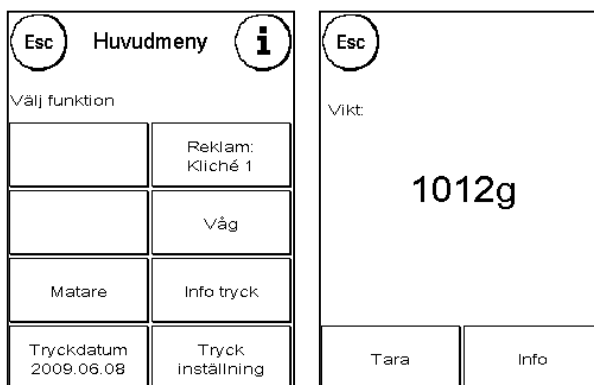 Esc Huvudmeny i
Välj funktion
Reklam:
Kliché 1
Våg
Matare Info tryck
Tryckdatum
2009.06.08
Tryck
inställning
Esc
Vikt:
1012g
Tara Info